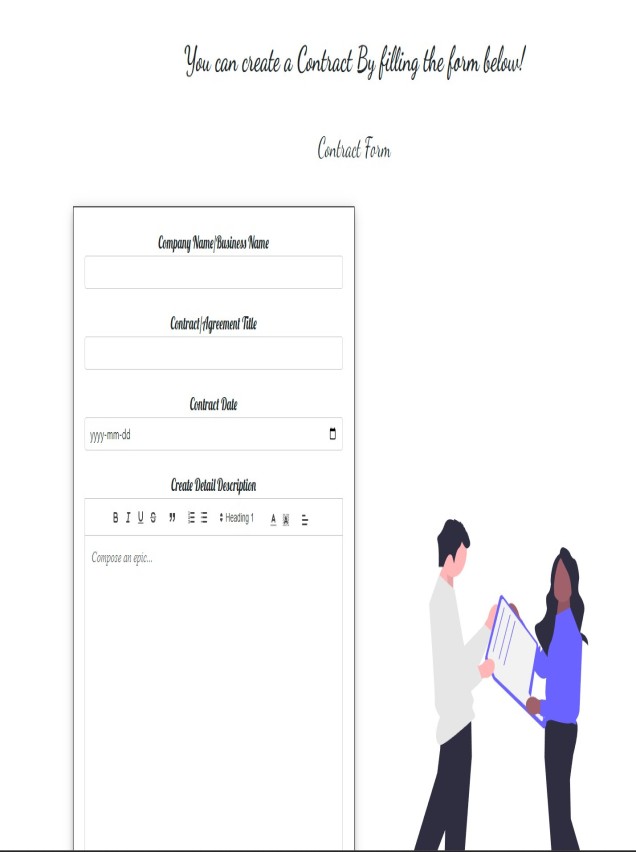 You can create a Contract By filling the form below!
Contract Form
Company Name/Business Name
Contract/Agreement Title
Contract Date
yyyy-mm-dd
Create Detail Description
B I U S Heading 1 A A
Compose an epic...